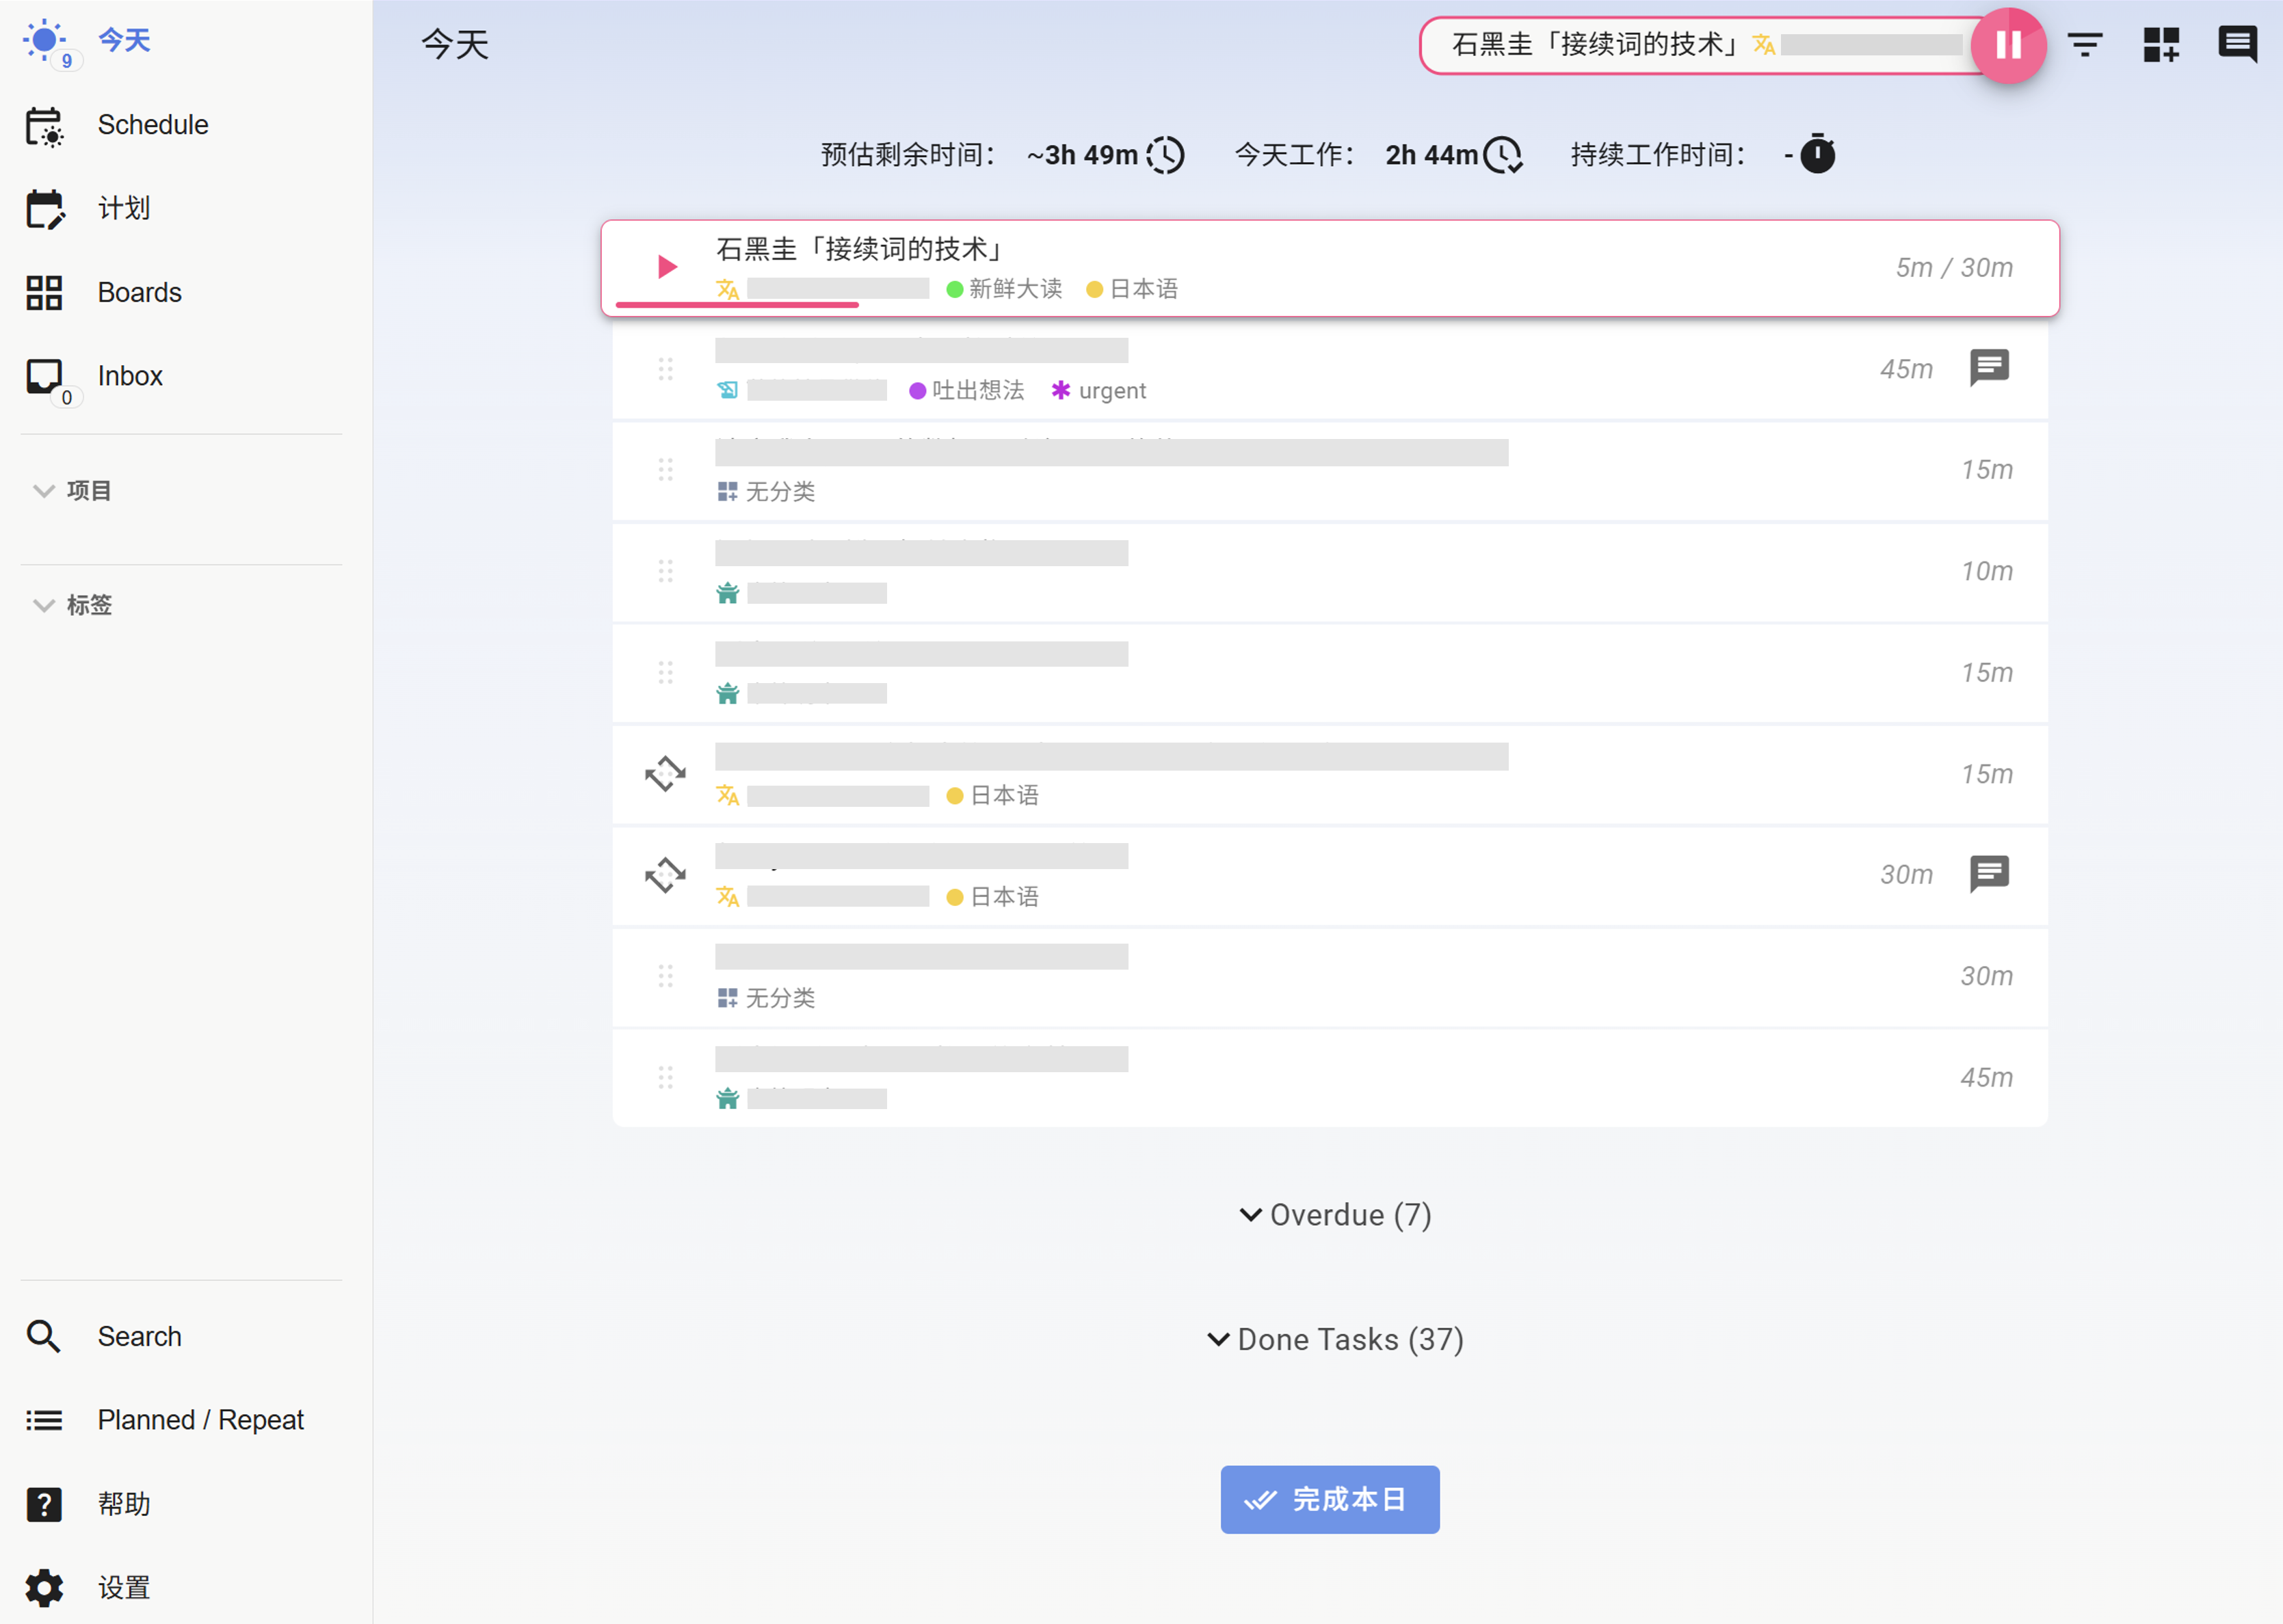 今天
9
Schedule
计划
Boards
Inbox
0
项目
标签
Search
Planned / Repeat
帮助
设置
今天
石黑圭「接续词的技术」
预估剩余时间： ~3h 49m 今天工作： 2h 44m 持续工作时间： -
石黑圭「接续词的技术」
新鲜大读 日本语
5m / 30m
吐出想法 urgent
45m
无分类
15m
10m
15m
日本语
15m
日本语
30m
无分类
30m
45m
Overdue (7)
Done Tasks (37)
完成本日